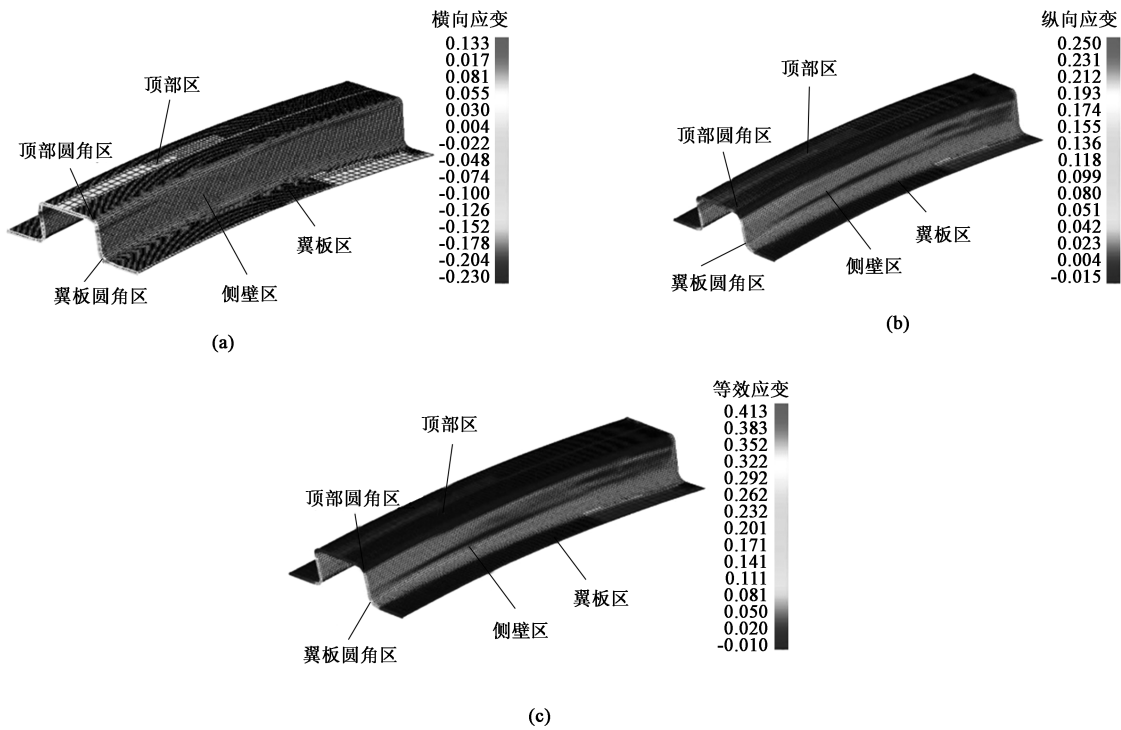 横向应变
0.133
0.017
0.081
0.055
0.030
0.004
-0.022
-0.048
-0.074
-0.100
-0.126
-0.152
-0.178
-0.204
-0.230
顶部区
顶部圆角区
翼板区
侧壁区
翼板圆角区
(a)
纵向应变
0.250
0.231
0.212
0.193
0.174
0.155
0.136
0.118
0.099
0.080
0.051
0.042
0.023
0.004
-0.015
顶部区
顶部圆角区
翼板区
侧壁区
翼板圆角区
(b)
等效应变
0.413
0.383
0.352
0.322
0.292
0.262
0.232
0.201
0.171
0.141
0.111
0.081
0.050
0.020
-0.010
顶部区
顶部圆角区
翼板区
侧壁区
翼板圆角区
(c)